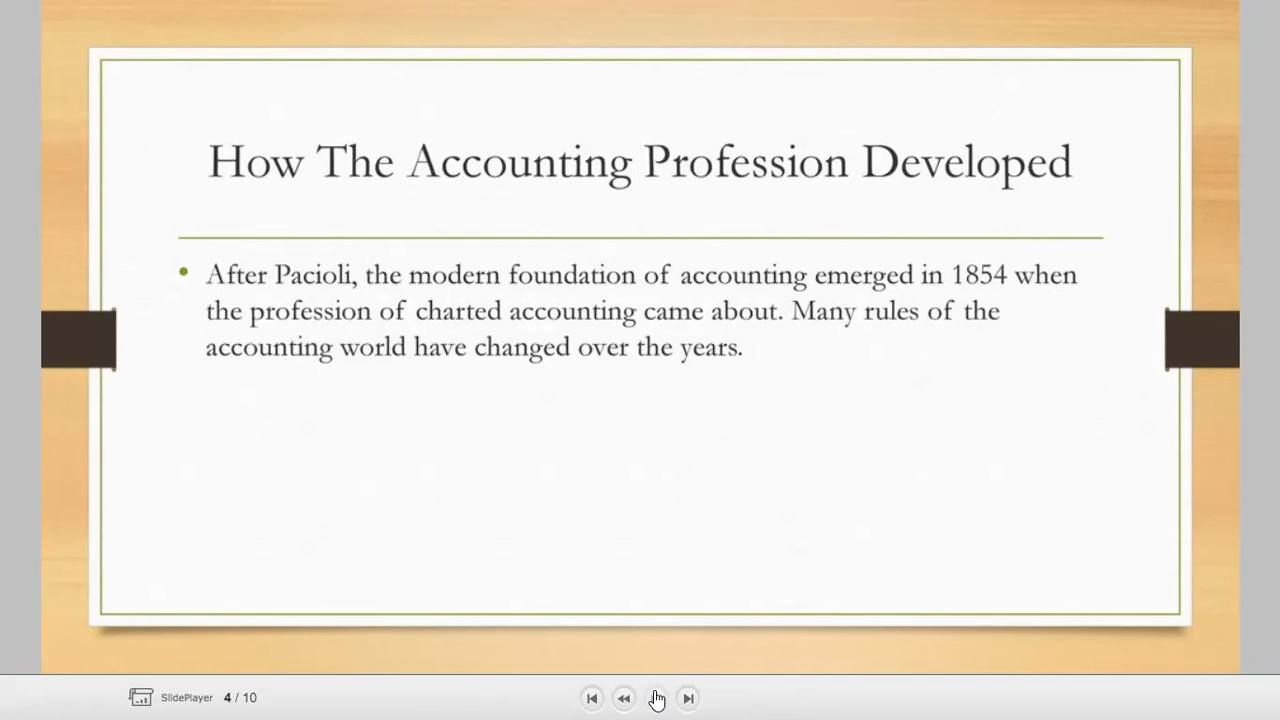 How The Accounting Profession Developed
• After Pacioli, the modern foundation of accounting emerged in 1854 when
the profession of charted accounting came about. Many rules of the
accounting world have changed over the years.
SlidePlayer 4 / 10